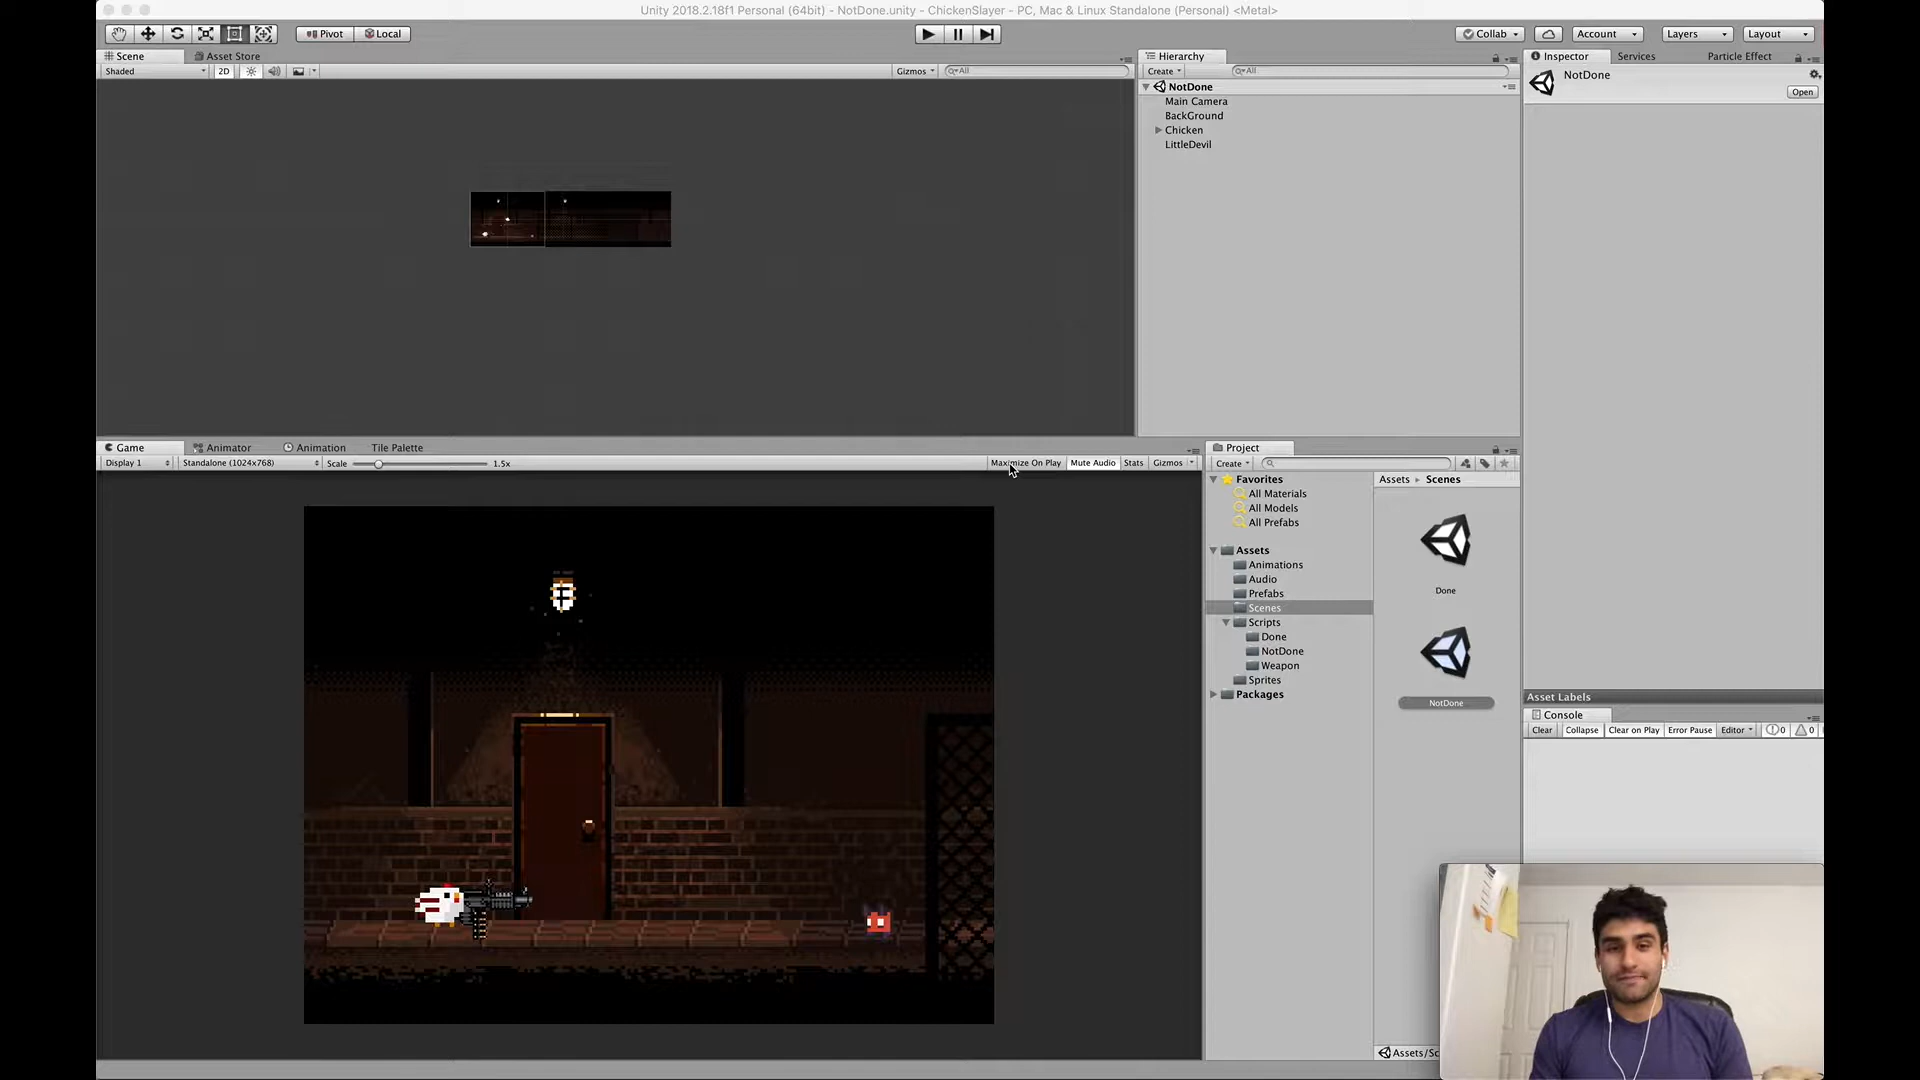 Unity 2018.2.18f1 Personal (64bit) - NotDone.unity - ChickenSlayer - PC, Mac & Linux Standalone (Personal) <Metal>
Pivot Local Collab Account Layers Layout
Scene Asset Store
Shaded 2D Gizmos All
Hierarchy
Create All
NotDone
Main Camera
BackGround
Chicken
LittleDevil
Inspector Services Particle Effect
NotDone
Open
Game Animator Animation Tile Palette
Display 1 Standalone (1024x768) Scale 1.5x Maximize On Play Mute Audio Stats Gizmos
Project
Create
Favorites
All Materials
All Models
All Prefabs
Assets
Animations
Audio
Prefabs
Scenes
Scripts
Done
NotDone
Weapon
Sprites
Packages
Assets Scenes
Done
NotDone
Assets/Sc
Asset Labels
Console
Clear Collapse Clear on Play Error Pause Editor 0 0